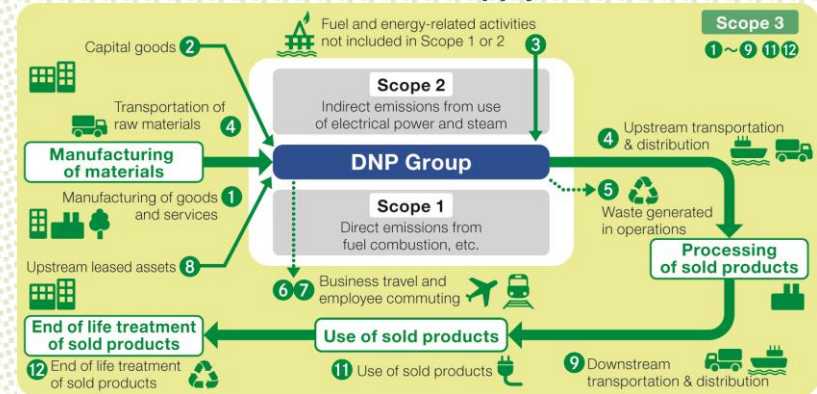 Fuel and energy-related activities
not included in Scope 1 or 2
3
Scope 3
1~9 11 12
Capital goods 2
Scope 2
Indirect emissions from use
of electrical power and steam
Transportation of
raw materials 4
4 Upstream transportation
& distribution
Manufacturing
of materials
DNP Group
Manufacturing of goods
and services 1
5
Waste generated
in operations
Scope 1
Direct emissions from
fuel combustion, etc.
Processing
of sold products
Upstream leased assets 8
6 7 Business travel and
employee commuting
End of life treatment
of sold products
Use of sold products
12 End of life treatment
of sold products
11 Use of sold products
9 Downstream
transportation & distribution